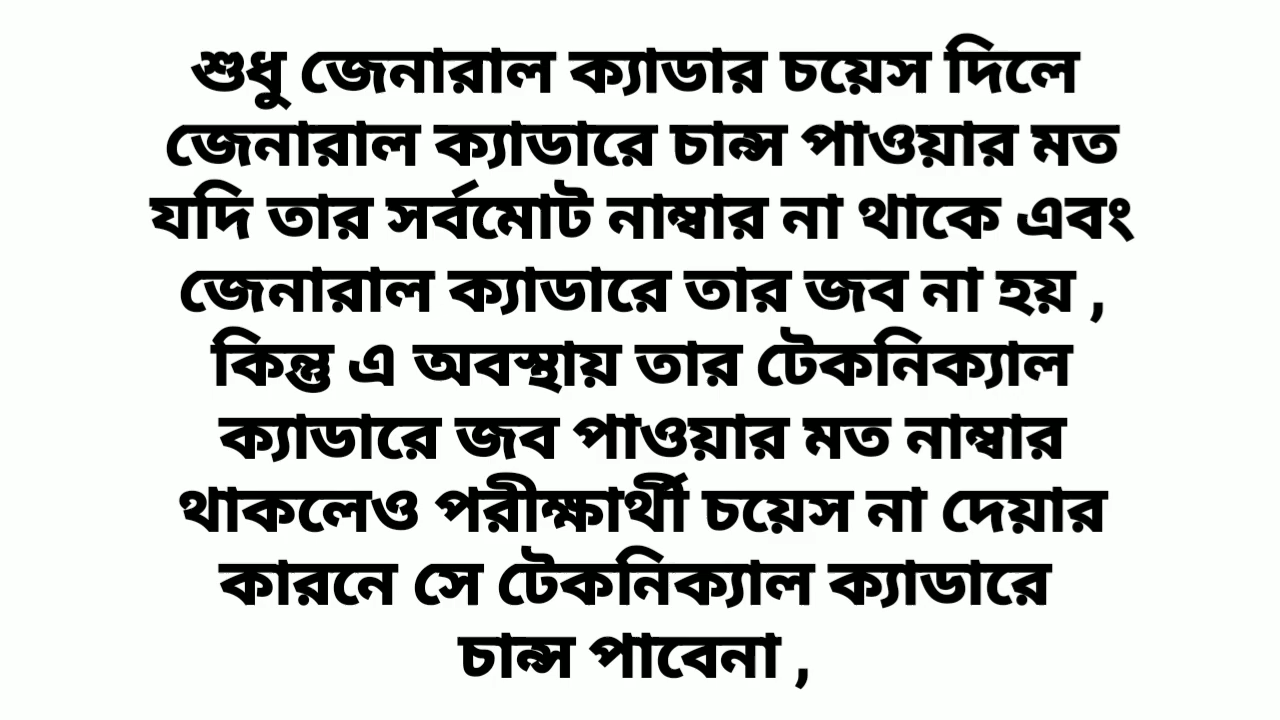 শুধু জেনারাল ক্যাডার চয়েস দিলে
জেনারাল ক্যাডারে চান্স পাওয়ার মত
যদি তার সর্বমোট নাম্বার না থাকে এবং
জেনারাল ক্যাডারে তার জব না হয় ,
কিন্তু এ অবস্থায় তার টেকনিক্যাল
ক্যাডারে জব পাওয়ার মত নাম্বার
থাকলেও পরীক্ষার্থী চয়েস না দেয়ার
কারনে সে টেকনিক্যাল ক্যাডারে
চান্স পাবেনা ,